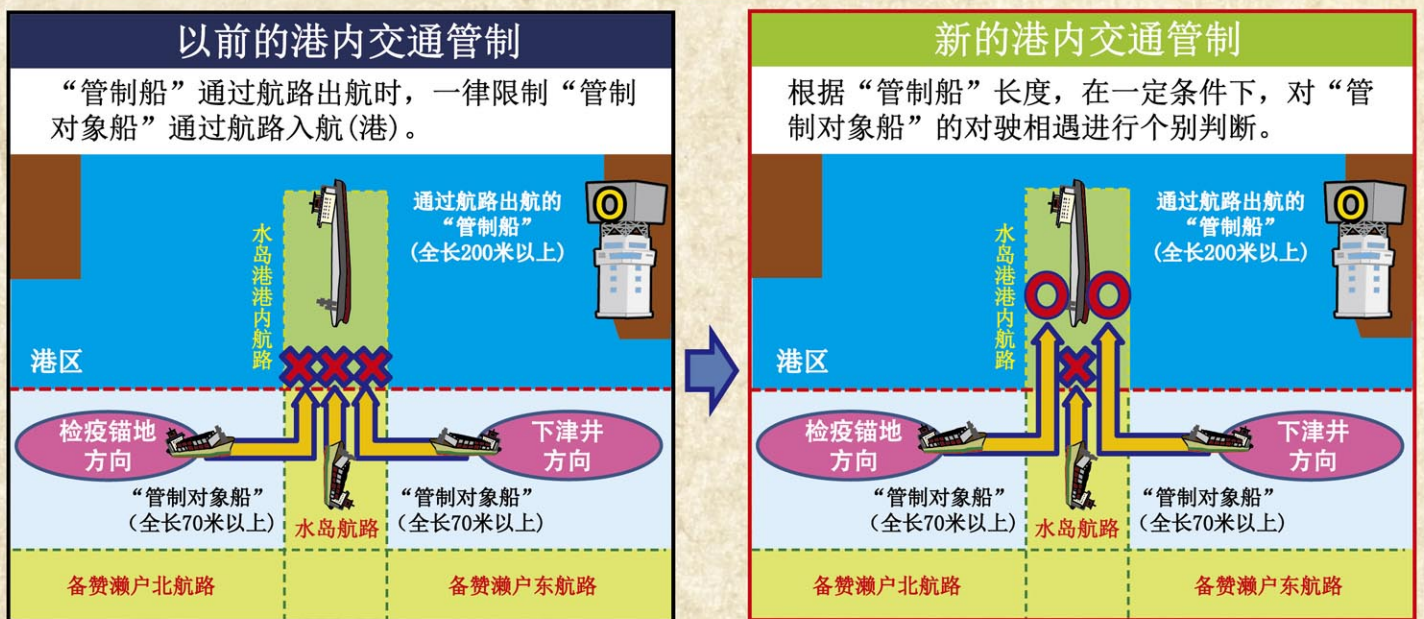 以前的港内交通管制
“管制船”通过航路出航时，一律限制“管制
对象船”通过航路入航(港)。
通过航路出航的
“管制船”
(全长200米以上)
水岛港港内航路
港区
检疫锚地
方向
下津井
方向
“管制对象船”
（全长70米以上）
“管制对象船”
（全长70米以上）
水岛航路
备赞濑户北航路
备赞濑户东航路
新的港内交通管制
根据“管制船”长度，在一定条件下，对“管
制对象船”的对驶相遇进行个别判断。
通过航路出航的
“管制船”
(全长200米以上)
水岛港港内航路
港区
检疫锚地
方向
下津井
方向
“管制对象船”
（全长70米以上）
“管制对象船”
（全长70米以上）
水岛航路
备赞濑户北航路
备赞濑户东航路